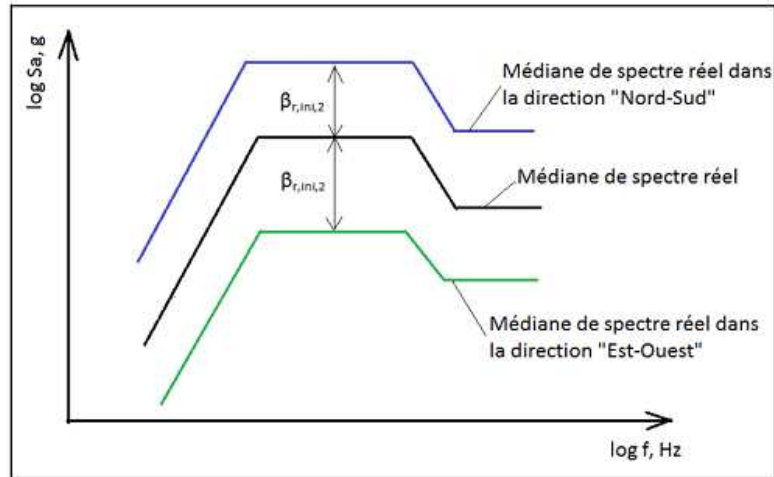 log Sa, g
Médiane de spectre réel dans
la direction "Nord-Sud"
βr,ini,2
Médiane de spectre réel
βr,ini,2
Médiane de spectre réel dans
la direction "Est-Ouest"
log f, Hz